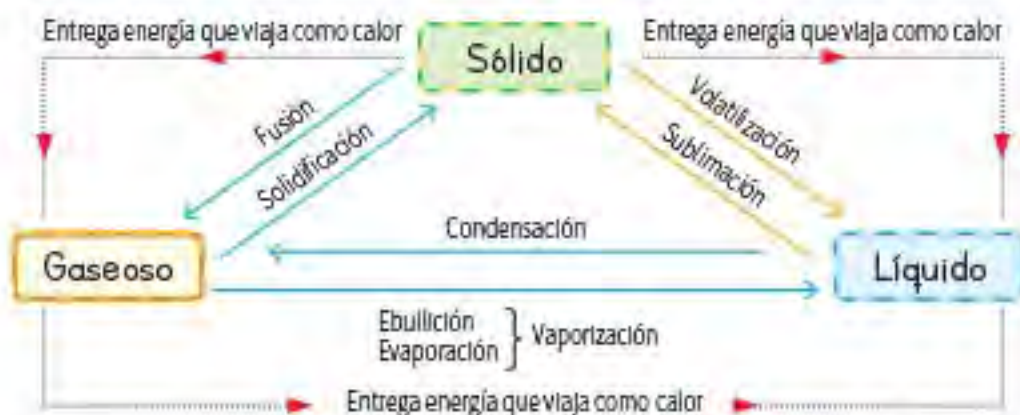 Entrega energía que viaja como calor
Sólido
Entrega energía que viaja como calor
Fusión
Solidificación
Volatilización
Sublimación
Condensación
Gaseoso
Líquido
Ebullición
Evaporación
Vaporización
Entrega energía que viaja como calor